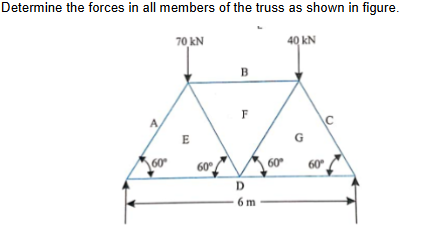 Determine the forces in all members of the truss as shown in figure.
70 kN
40 kN
B
A
F
C
E
G
60°
60°
60°
60°
D
6 m